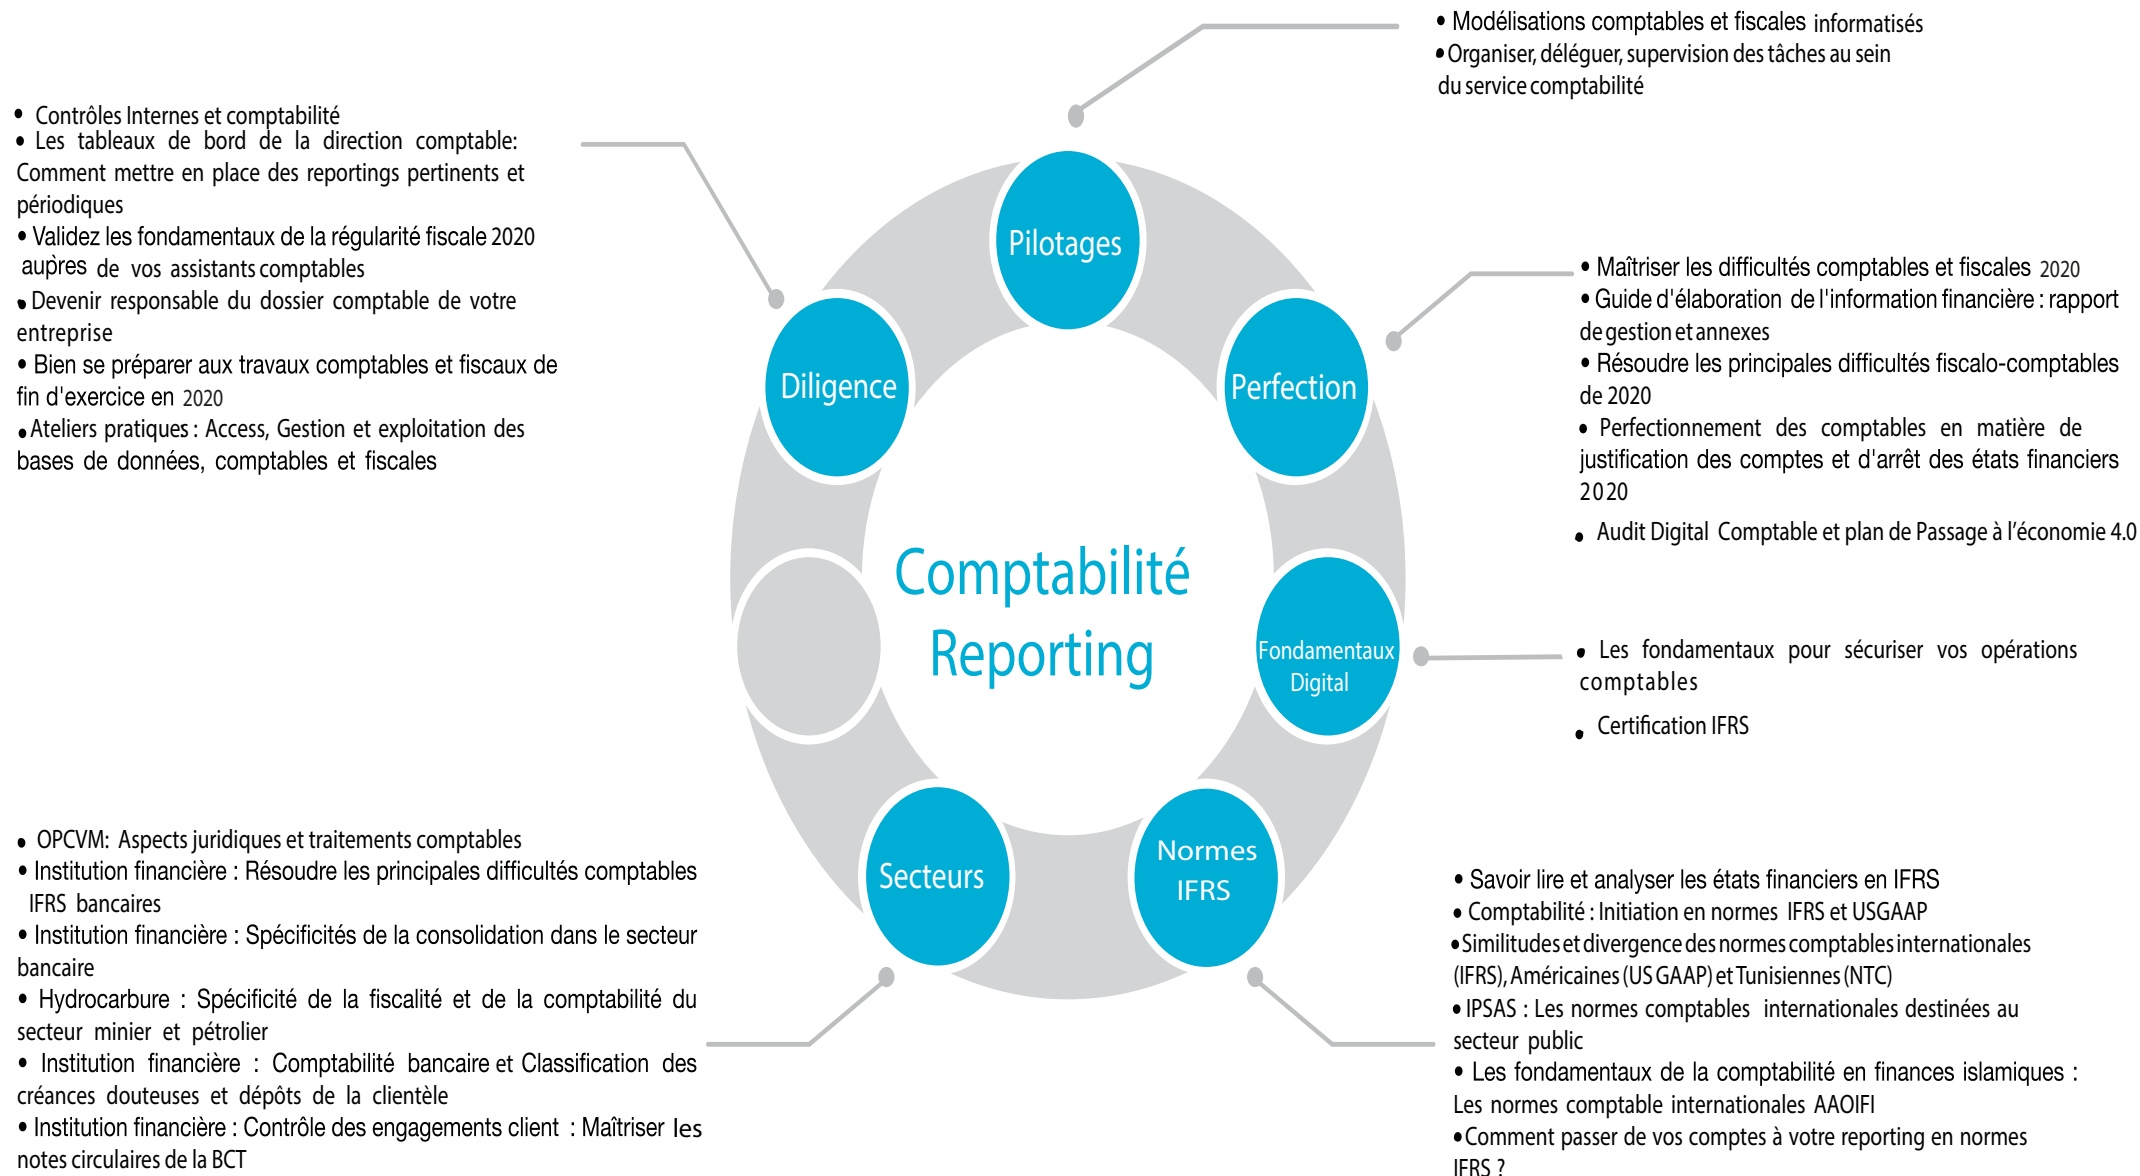 • Modélisations comptables et fiscales informatisés
• Organiser, déléguer, supervision des tâches au sein
du service comptabilité
• Contrôles Internes et comptabilité
• Les tableaux de bord de la direction comptable:
Comment mettre en place des reportings pertinents et
périodiques
• Validez les fondamentaux de la régularité fiscale 2020
aupřes de vos assistants comptables
• Devenir responsable du dossier comptable de votre
entreprise
• Bien se préparer aux travaux comptables et fiscaux de
fin d'exercice en 2020
• Ateliers pratiques : Access, Gestion et exploitation des
bases de données, comptables et fiscales
Pilotages
Diligence
Perfection
• Maîtriser les difficultés comptables et fiscales 2020
• Guide d'élaboration de l'information financière : rapport
de gestion et annexes
• Résoudre les principales difficultés fiscalo-comptables
de 2020
• Perfectionnement des comptables en matière de
justification des comptes et d'arrêt des états financiers
2020
• Audit Digital Comptable et plan de Passage à l'économie 4.0
Comptabilité
Reporting
Fondamentaux
Digital
• Les fondamentaux pour sécuriser vos opérations
comptables
• Certification IFRS
Secteurs
Normes
IFRS
• OPCVM: Aspects juridiques et traitements comptables
• Institution financière : Résoudre les principales difficultés comptables
IFRS bancaires
• Institution financière : Spécificités de la consolidation dans le secteur
bancaire
• Hydrocarbure : Spécificité de la fiscalité et de la comptabilité du
secteur minier et pétrolier
• Institution financière : Comptabilité bancaire et Classification des
créances douteuses et dépôts de la clientèle
• Institution financière : Contrôle des engagements client : Maîtriser les
notes circulaires de la BCT
• Savoir lire et analyser les états financiers en IFRS
• Comptabilité : Initiation en normes IFRS et USGAAP
• Similitudes et divergence des normes comptables internationales
(IFRS), Américaines (US GAAP) et Tunisiennes (NTC)
• IPSAS : Les normes comptables internationales destinées au
secteur public
• Les fondamentaux de la comptabilité en finances islamiques :
Les normes comptable internationales AAOIFI
• Comment passer de vos comptes à votre reporting en normes
IFRS ?